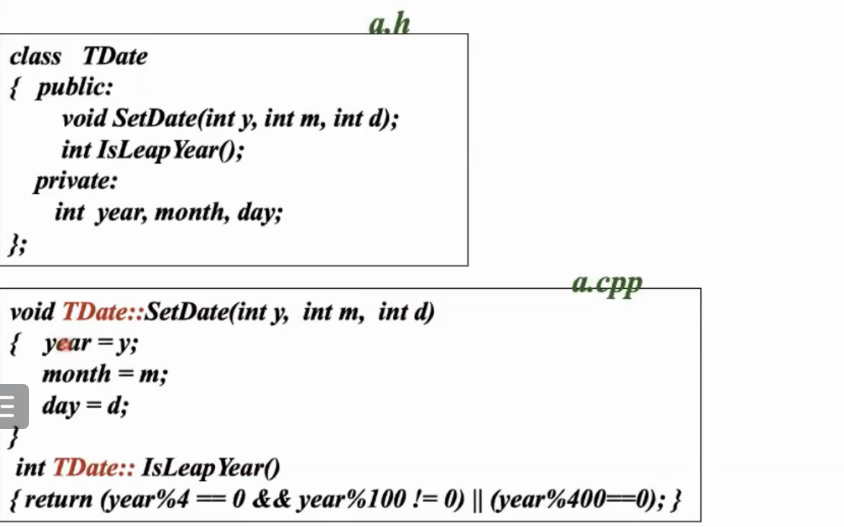 a.h
class TDate
{ public:
void SetDate(int y, int m, int d);
int IsLeapYear();
private:
int year, month, day;
};
a.cpp
void TDate::SetDate(int y, int m, int d)
{ year = y;
month = m;
day = d;
}
int TDate:: IsLeapYear()
{ return (year%4 == 0 && year%100 != 0) || (year%400==0); }